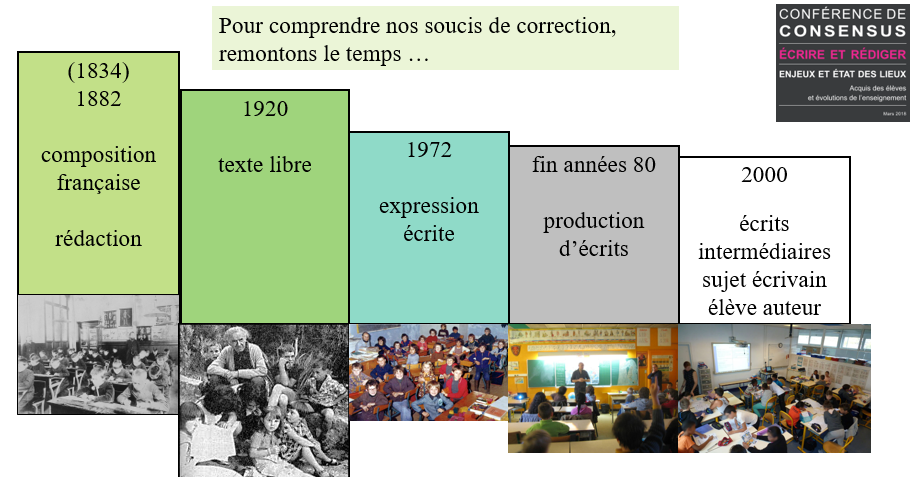 Pour comprendre nos soucis de correction,
remontons le temps …
CONFÉRENCE DE
CONSENSUS
ÉCRIRE ET RÉDIGER
ENJEUX ET ÉTAT DES LIEUX
Acquis des élèves
et évolutions de l'enseignement
Mars 2018
(1834)
1882
composition
française
rédaction
1920
texte libre
1972
expression
écrite
fin années 80
production
d'écrits
2000
écrits
intermédiaires
sujet écrivain
élève auteur